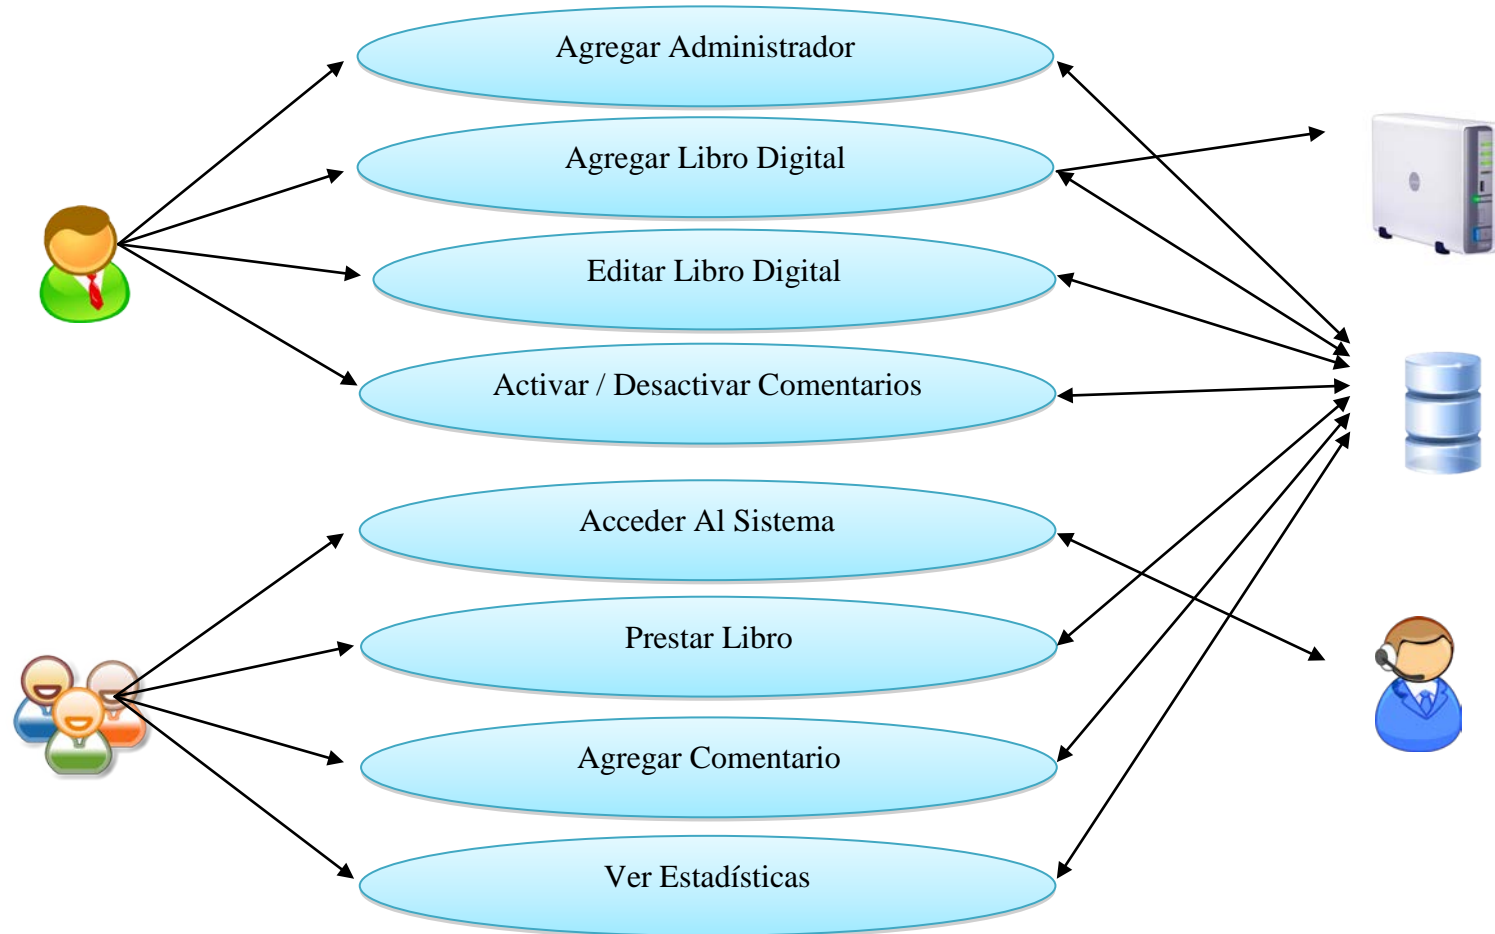 Agregar Administrador
Agregar Libro Digital
Editar Libro Digital
Activar / Desactivar Comentarios
Acceder Al Sistema
Prestar Libro
Agregar Comentario
Ver Estadísticas